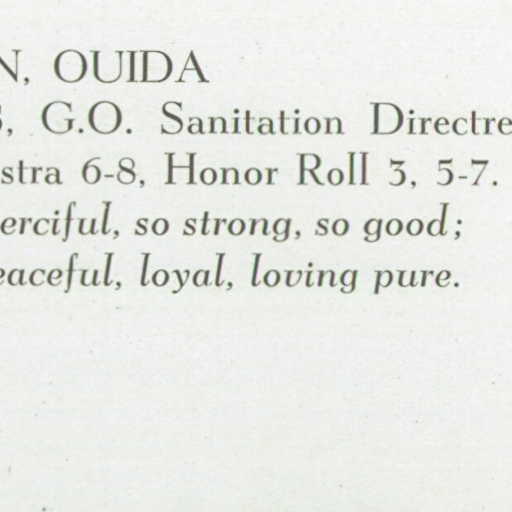 N, OUIDA
, G.O. Sanitation Directre
stra 6-8, Honor Roll 3, 5-7.
erciful, so strong, so good;
eaceful, loyal, loving pure.